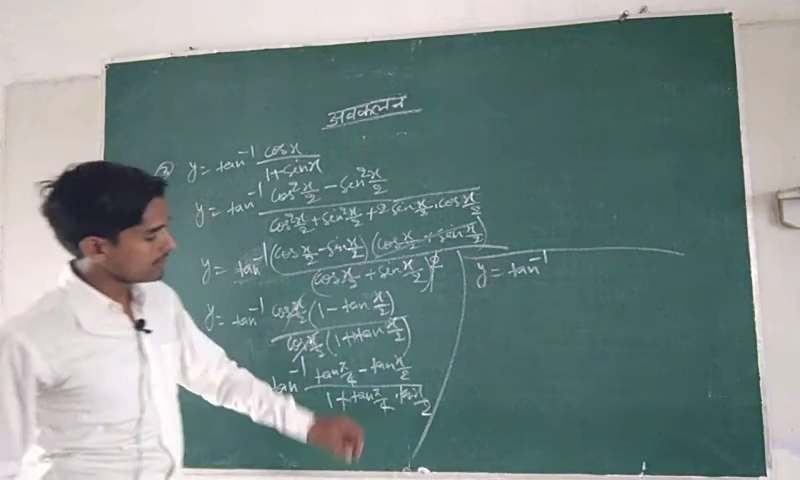 अवकलन
y = tan⁻¹ cosx / 1+sinx
y = tan⁻¹ cos²x/2 - sin²x/2 / cos²x/2 + sin²x/2 + 2 sinx/2 . cosx/2
y = tan⁻¹ (cosx/2 - sinx/2) (cosx/2 + sinx/2) / (cosx/2 + sinx/2)²
y = tan⁻¹ cosx/2 (1 - tanx/2) / cosx/2 (1 + tanx/2)
tan⁻¹ tanπ/4 - tanx/2 / 1 + tanπ/4 . tanx/2
y = tan⁻¹